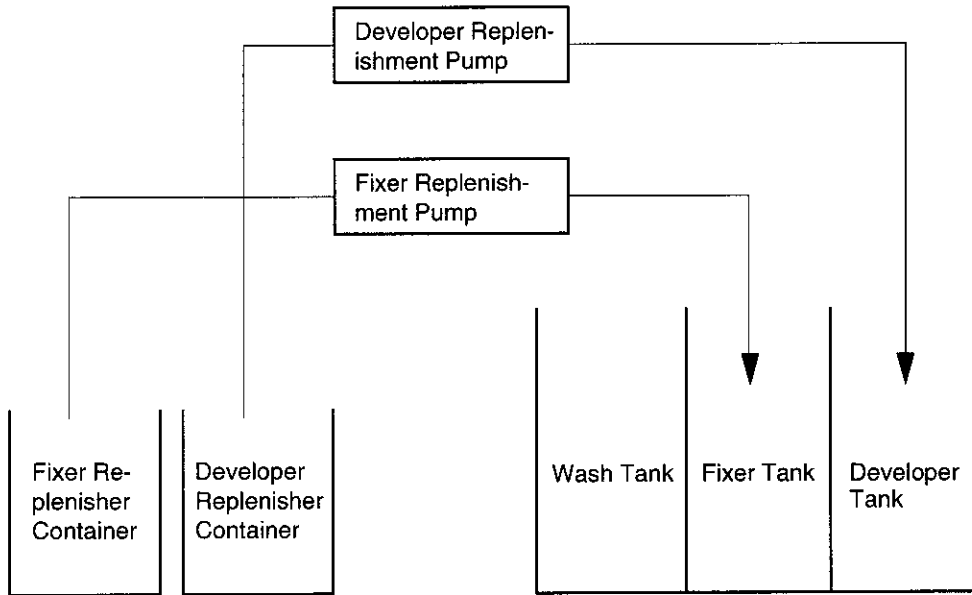 Developer Replen-
ishment Pump
Fixer Replenish-
ment Pump
Fixer Re-
plenisher
Container
Developer
Replenisher
Container
Wash Tank
Fixer Tank
Developer
Tank